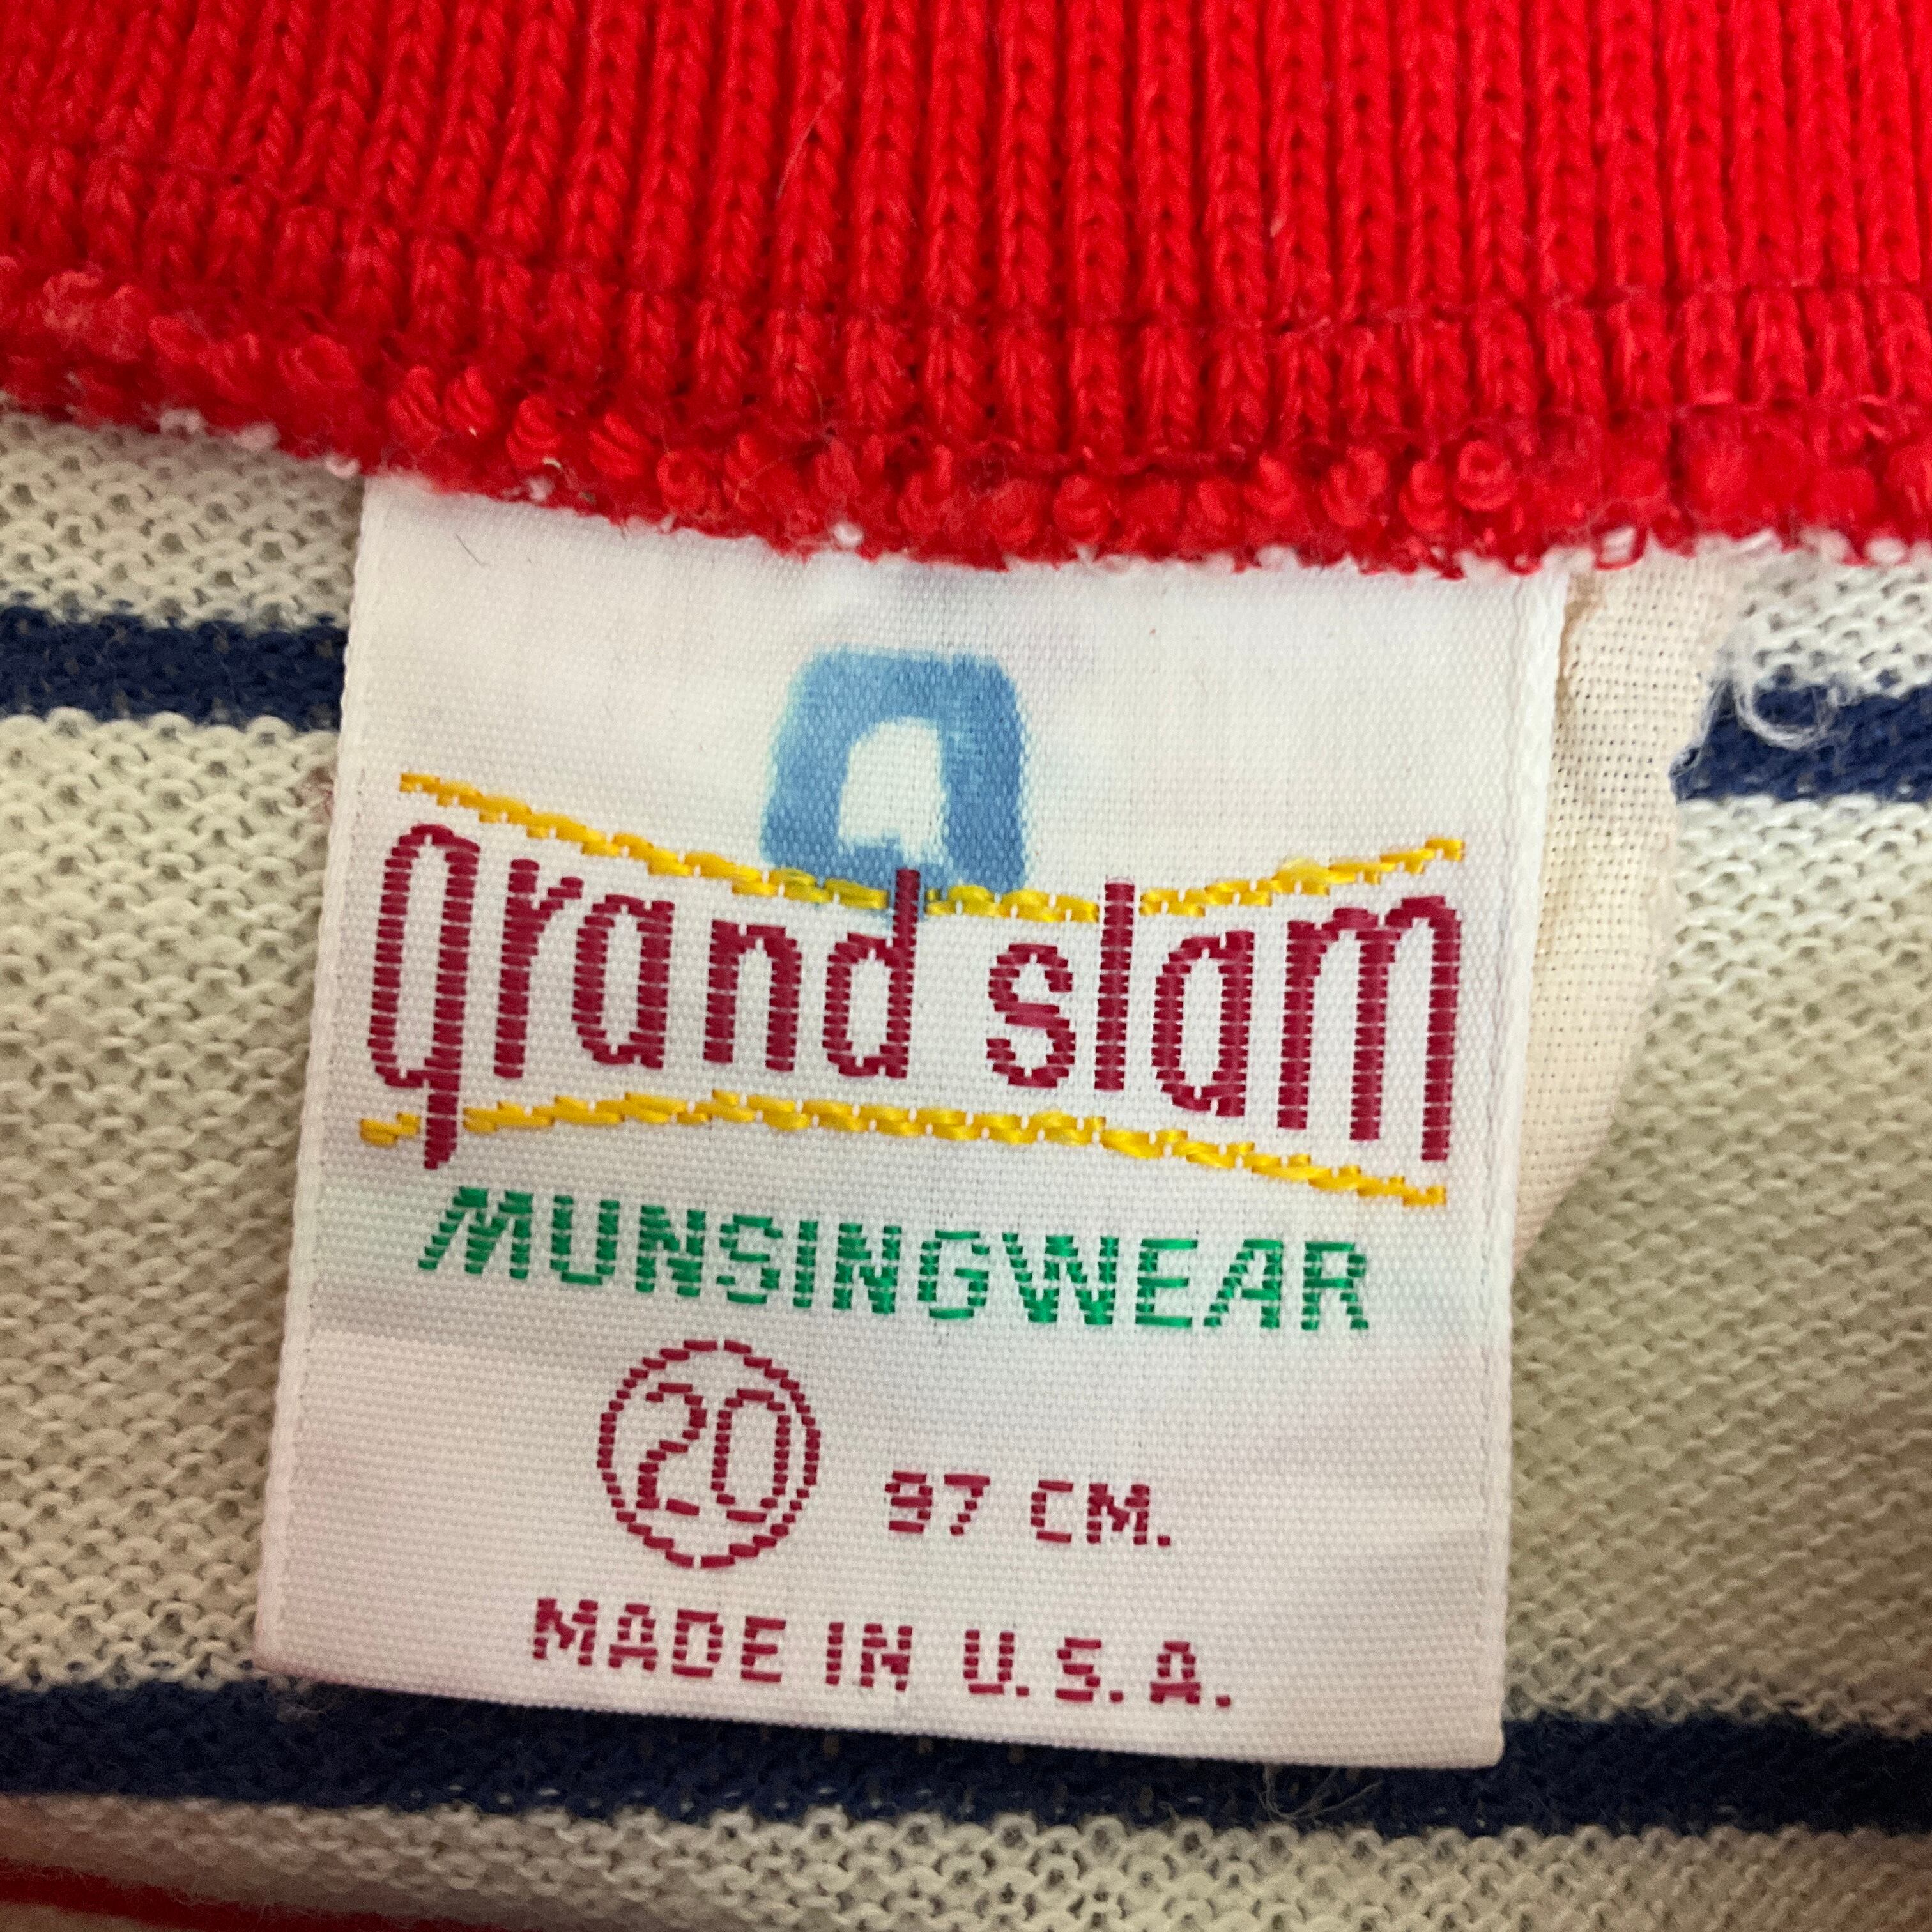 grand slam
MUNSINGWEAR
20 97 CM.
MADE IN U.S.A.